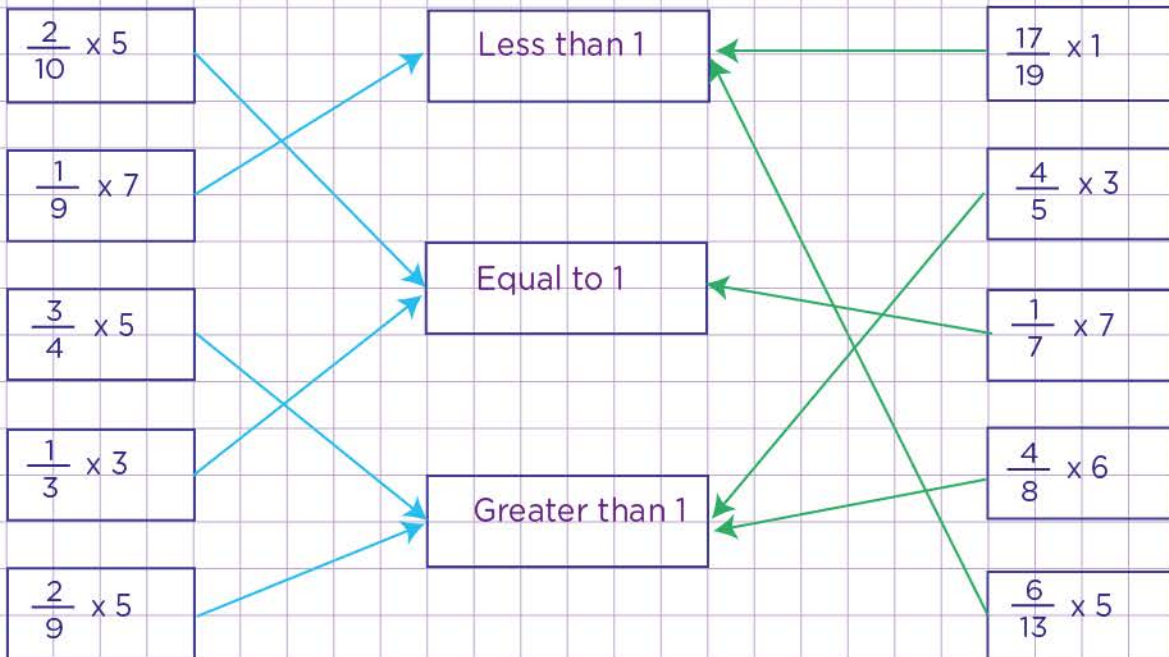 2/10 x 5
1/9 x 7
3/4 x 5
1/3 x 3
2/9 x 5
Less than 1
Equal to 1
Greater than 1
17/19 x 1
4/5 x 3
1/7 x 7
4/8 x 6
6/13 x 5